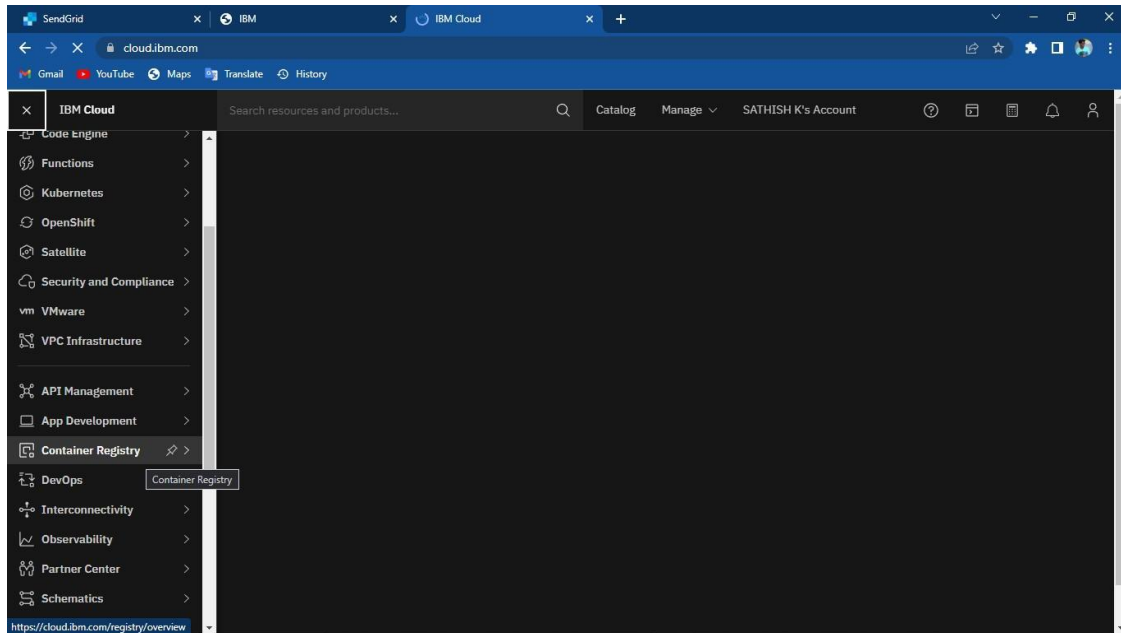 SendGrid
IBM
IBM Cloud
cloud.ibm.com
Gmail YouTube Maps Translate History
IBM Cloud
Search resources and products...
Catalog Manage SATHISH K's Account
Code Engine
Functions
Kubernetes
OpenShift
Satellite
Security and Compliance
vm VMware
VPC Infrastructure
API Management
App Development
Container Registry
DevOps
Container Registry
Interconnectivity
Observability
Partner Center
Schematics
https://cloud.ibm.com/registry/overview